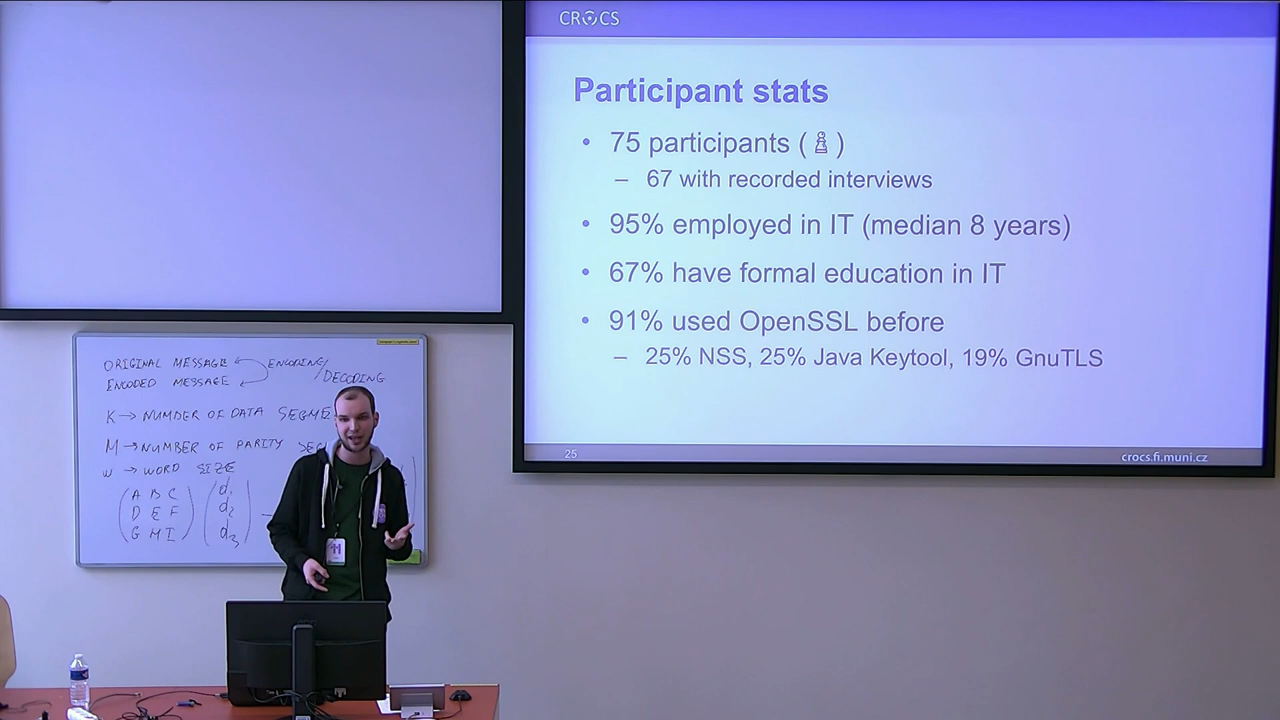 CROCS
Participant stats
• 75 participants (♙)
– 67 with recorded interviews
• 95% employed in IT (median 8 years)
• 67% have formal education in IT
• 91% used OpenSSL before
– 25% NSS, 25% Java Keytool, 19% GnuTLS
25
crocs.fi.muni.cz
ORIGINAL MESSAGE
ENCODING/
ENCODED MESSAGE
DECODING
K → NUMBER OF DATA SEGME
M → NUMBER OF PARITY SEG
w → WORD SIZE
A B C
d1
D E F
d2
G H I
d3